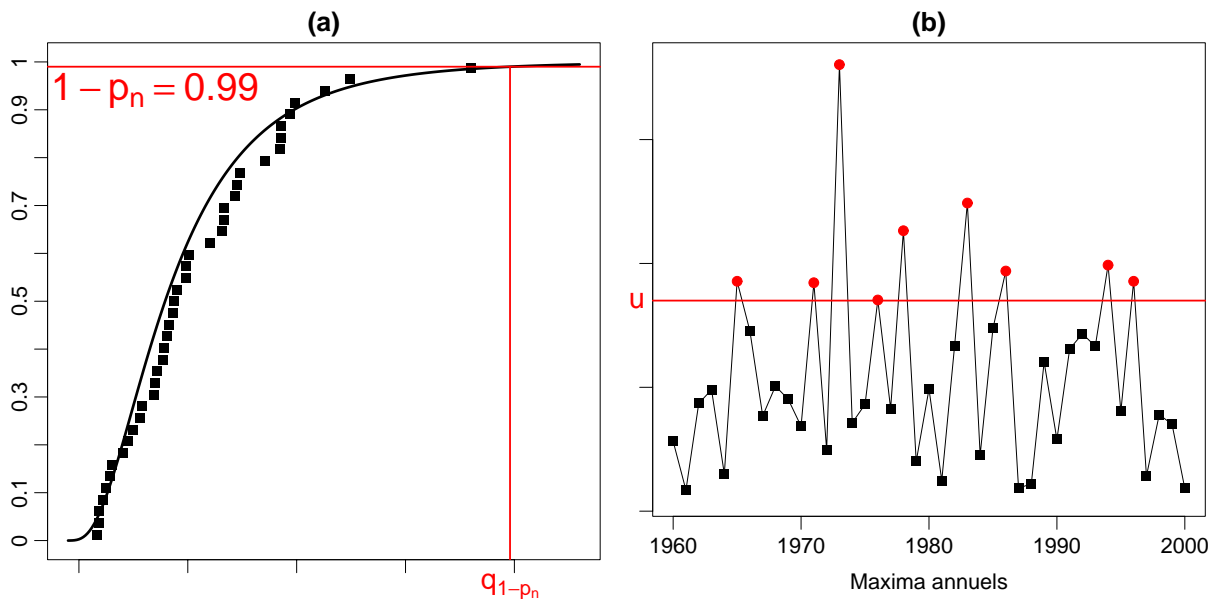 (a)
1
0.9
0.7
0.5
0.3
0.1
0
1−pₙ = 0.99
q₁₋ₚₙ
(b)
u
1960 1970 1980 1990 2000
Maxima annuels